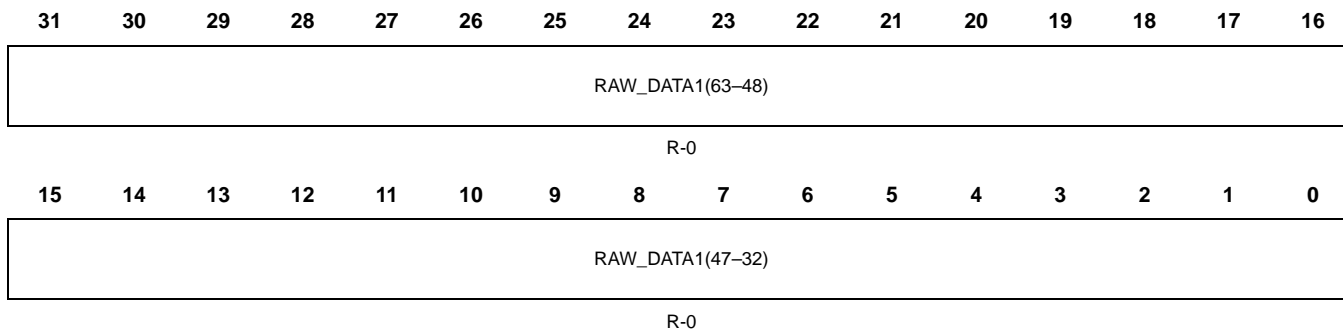 31 30 29 28 27 26 25 24 23 22 21 20 19 18 17 16
RAW_DATA1(63–48)
R-0
15 14 13 12 11 10 9 8 7 6 5 4 3 2 1 0
RAW_DATA1(47–32)
R-0